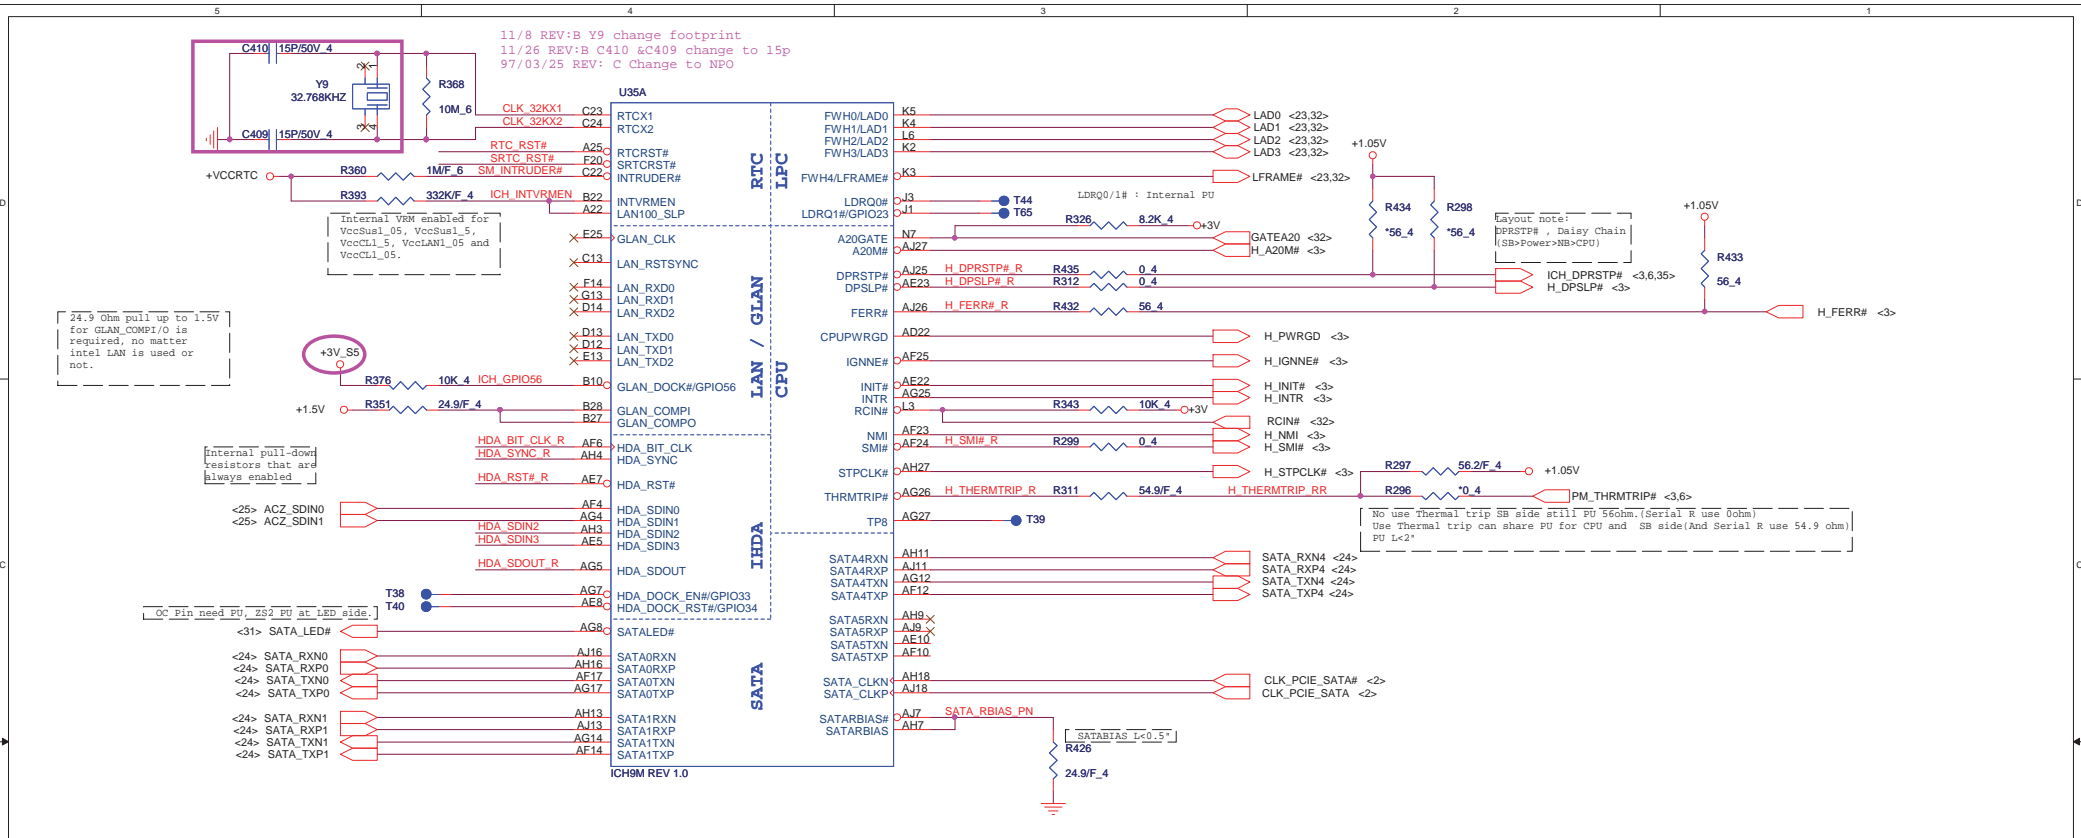 5 4 3 2 1
11/8 REV:B Y9 change footprint
11/26 REV:B C410 &C409 change to 15p
97/03/25 REV: C Change to NPO
C410 15P/50V_4
2 1
Y9
32.768KHZ
3 4
C409 15P/50V_4
R368
10M_6
+VCCRTC
R360 1M/F_6 SM_INTRUDER#
R393 332K/F_4 ICH_INTVRMEN
CLK_32KX1
CLK_32KX2
RTC_RST#
SRTC_RST#
Internal VRM enabled for
VccSus1_05, VccSus1_5,
VccCL1_5, VccLAN1_05 and
VccCL1_05.
24.9 Ohm pull up to 1.5V
for GLAN_COMPI/O is
required, no matter
intel LAN is used or
not.
+3V_S5
R376 10K_4 ICH_GPIO56
+1.5V R351 24.9/F_4
Internal pull-down
resistors that are
always enabled
HDA_BIT_CLK_R
HDA_SYNC_R
HDA_RST#_R
<25> ACZ_SDIN0
<25> ACZ_SDIN1
HDA_SDIN2
HDA_SDIN3
HDA_SDOUT_R
T38
T40
OC Pin need PU, ZS2 PU at LED side.
<31> SATA_LED#
<24> SATA_RXN0
<24> SATA_RXP0
<24> SATA_TXN0
<24> SATA_TXP0
<24> SATA_RXN1
<24> SATA_RXP1
<24> SATA_TXN1
<24> SATA_TXP1
U35A
C23 RTCX1
C24 RTCX2
A25 RTCRST#
F20 SRTCRST#
C22 INTRUDER#
B22 INTVRMEN
A22 LAN100_SLP
E25 GLAN_CLK
C13 LAN_RSTSYNC
F14 LAN_RXD0
G13 LAN_RXD1
D14 LAN_RXD2
D13 LAN_TXD0
D12 LAN_TXD1
E13 LAN_TXD2
B10 GLAN_DOCK#/GPIO56
B28 GLAN_COMPI
B27 GLAN_COMPO
AF6 HDA_BIT_CLK
AH4 HDA_SYNC
AE7 HDA_RST#
AF4 HDA_SDIN0
AG4 HDA_SDIN1
AH3 HDA_SDIN2
AE5 HDA_SDIN3
AG5 HDA_SDOUT
AG7 HDA_DOCK_EN#/GPIO33
AE8 HDA_DOCK_RST#/GPIO34
AG8 SATALED#
AJ16 SATA0RXN
AH16 SATA0RXP
AF17 SATA0TXN
AG17 SATA0TXP
AH13 SATA1RXN
AJ13 SATA1RXP
AG14 SATA1TXN
AF14 SATA1TXP
ICH9M REV 1.0
RTC
LPC
LAN / GLAN
CPU
IHDA
SATA
FWH0/LAD0 K5
FWH1/LAD1 K4
FWH2/LAD2 L6
FWH3/LAD3 K2
FWH4/LFRAME# K3
LDRQ0# J3
LDRQ1#/GPIO23 J1
A20GATE N7
A20M# AJ27
DPRSTP# AJ25
DPSLP# AE23
FERR# AJ26
CPUPWRGD AD22
IGNNE# AF25
INIT# AE22
INTR AG25
RCIN# L3
NMI AF23
SMI# AF24
STPCLK# AH27
THRMTRIP# AG26
TP8 AG27
SATA4RXN AH11
SATA4RXP AJ11
SATA4TXN AG12
SATA4TXP AF12
SATA5RXN AH9
SATA5RXP AJ9
SATA5TXN AE10
SATA5TXP AF10
SATA_CLKN AH18
SATA_CLKP AJ18
SATARBIAS# AJ7
SATARBIAS AH7
LAD0 <23,32>
LAD1 <23,32>
LAD2 <23,32>
LAD3 <23,32>
LFRAME# <23,32>
T44
T65
LDRQ0/1# : Internal PU
R326 8.2K_4 +3V
GATEA20 <32>
H_A20M# <3>
H_DPRSTP#_R R435 0_4
H_DPSLP#_R R312 0_4
H_FERR#_R R432 56_4
+1.05V
R434
*56_4
R298
*56_4
Layout note:
DPRSTP# , Daisy Chain
(SB>Power>NB>CPU)
ICH_DPRSTP# <3,6,35>
H_DPSLP# <3>
+1.05V
R433
56_4
H_FERR# <3>
H_PWRGD <3>
H_IGNNE# <3>
H_INIT# <3>
H_INTR <3>
R343 10K_4 +3V
RCIN# <32>
H_NMI <3>
H_SMI#_R R299 0_4 H_SMI# <3>
H_STPCLK# <3>
R297 56.2/F_4 +1.05V
H_THERMTRIP_R R311 54.9/F_4 H_THERMTRIP_RR R296 *0_4 PM_THRMTRIP# <3,6>
T39
No use Thermal trip SB side still PU 56ohm.(Serial R use 0ohm)
Use Thermal trip can share PU for CPU and SB side(And Serial R use 54.9 ohm)
PU L<2"
SATA_RXN4 <24>
SATA_RXP4 <24>
SATA_TXN4 <24>
SATA_TXP4 <24>
CLK_PCIE_SATA# <2>
CLK_PCIE_SATA <2>
SATA_RBIAS_PN
SATABIAS L<0.5"
R426
24.9/F_4
D
D
C
C